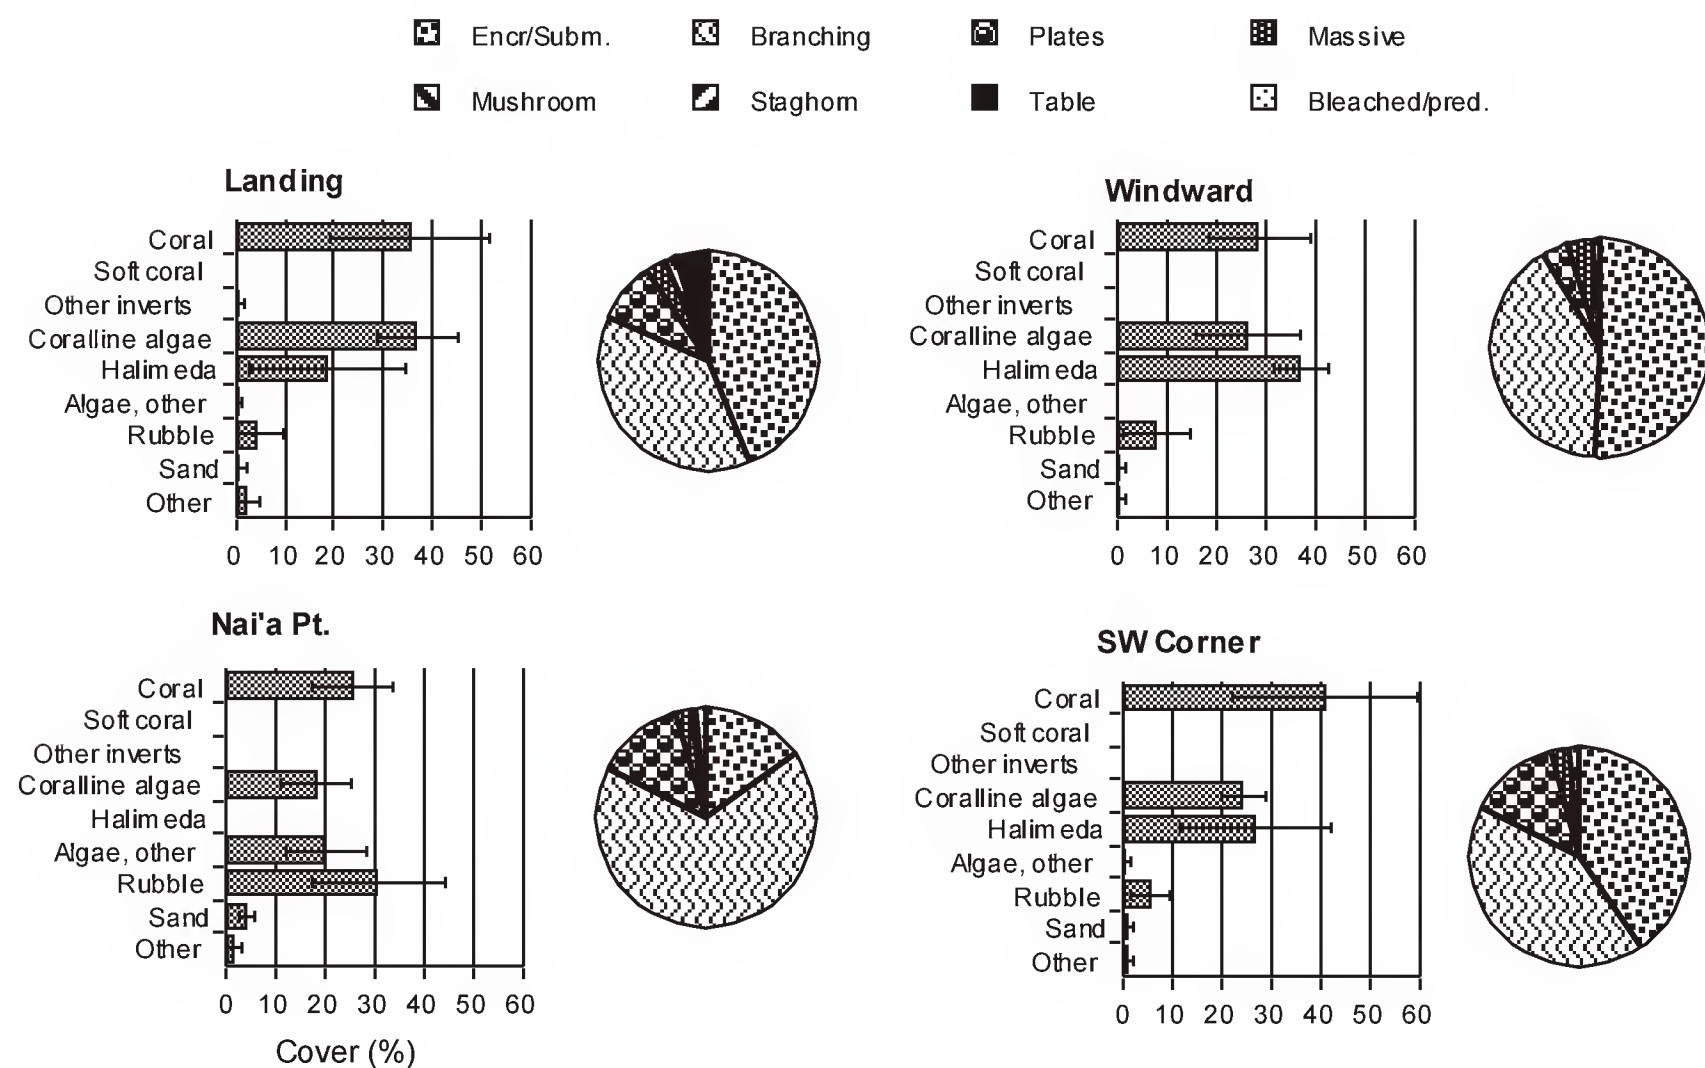 Encr/Subm. Branching Plates Massive
Mushroom Staghorn Table Bleached/pred.
Landing
Coral
Soft coral
Other inverts
Coralline algae
Halimeda
Algae, other
Rubble
Sand
Other
0 10 20 30 40 50 60
Windward
Coral
Soft coral
Other inverts
Coralline algae
Halimeda
Algae, other
Rubble
Sand
Other
0 10 20 30 40 50 60
Nai'a Pt.
Coral
Soft coral
Other inverts
Coralline algae
Halimeda
Algae, other
Rubble
Sand
Other
0 10 20 30 40 50 60
Cover (%)
SW Corner
Coral
Soft coral
Other inverts
Coralline algae
Halimeda
Algae, other
Rubble
Sand
Other
0 10 20 30 40 50 60